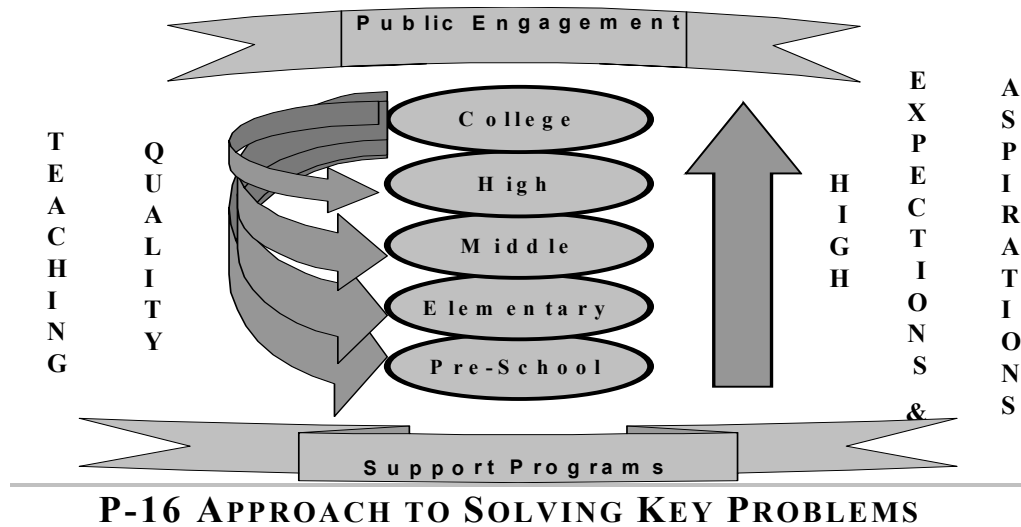 Public Engagement
TEACHING
QUALITY
College
High
Middle
Elementary
Pre-School
HIGH
EXPECTIONS &
ASPIRATIONS
Support Programs
P-16 APPROACH TO SOLVING KEY PROBLEMS